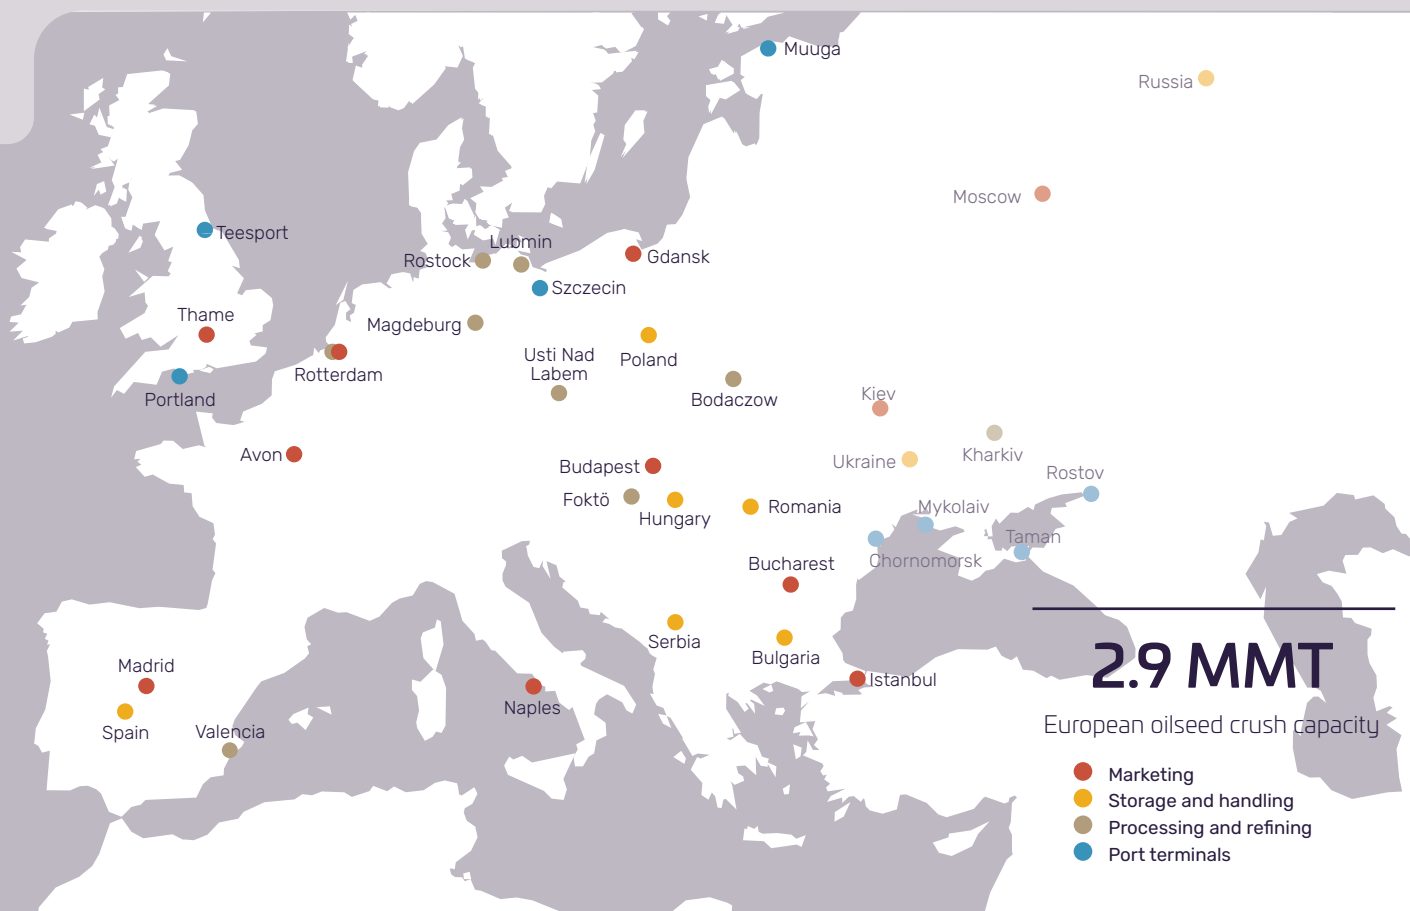 Muuga
Russia
Moscow
Teesport
Lubmin
Rostock
Gdansk
Szczecin
Thame
Magdeburg
Usti Nad
Labem
Poland
Rotterdam
Portland
Bodaczow
Kiev
Avon
Ukraine
Kharkiv
Budapest
Rostov
Foktö
Hungary
Romania
Mykolaiv
Taman
Chornomorsk
Bucharest
Serbia
Bulgaria
Madrid
Istanbul
Naples
Spain
Valencia
2.9 MMT
European oilseed crush capacity
Marketing
Storage and handling
Processing and refining
Port terminals